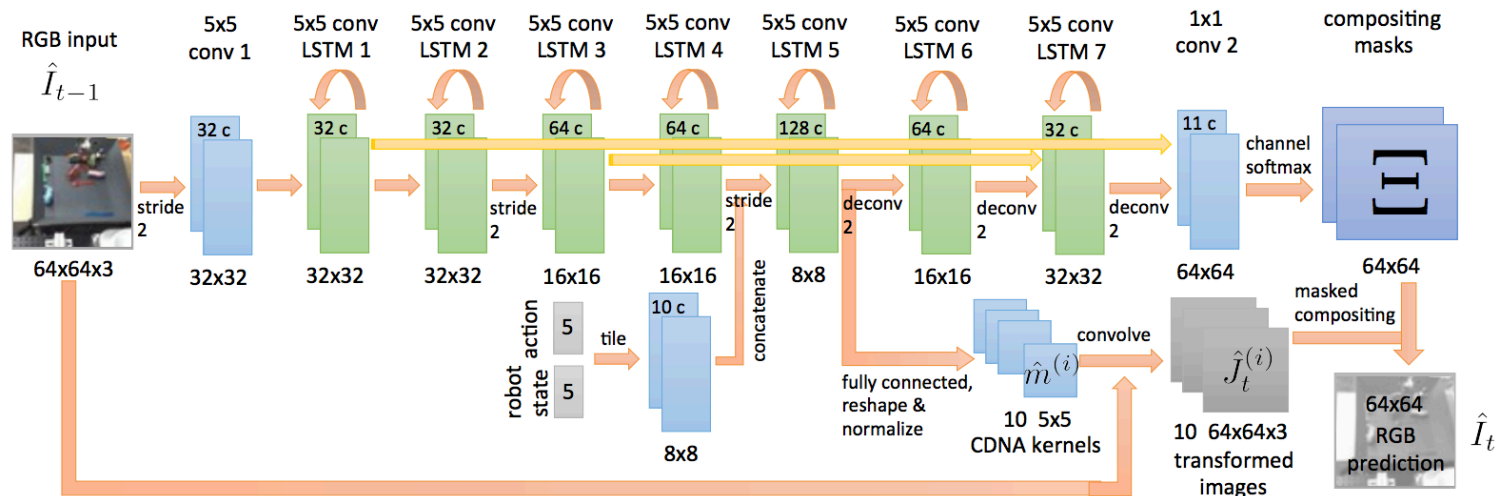 RGB input
Î_{t−1}
5x5
conv 1
5x5 conv
LSTM 1
5x5 conv
LSTM 2
5x5 conv
LSTM 3
5x5 conv
LSTM 4
5x5 conv
LSTM 5
5x5 conv
LSTM 6
5x5 conv
LSTM 7
1x1
conv 2
compositing
masks
32 c
32 c
32 c
64 c
64 c
128 c
64 c
32 c
11 c
channel
softmax
Ξ
stride
2
stride
2
stride
2
deconv
2
deconv
2
deconv
2
64x64x3
32x32
32x32
32x32
16x16
16x16
8x8
16x16
32x32
64x64
64x64
action
5
robot
state
5
tile
10 c
8x8
concatenate
fully connected,
reshape &
normalize
m̂^{(i)}
10 5x5
CDNA kernels
convolve
Ĵ_t^{(i)}
10 64x64x3
transformed
images
masked
compositing
64x64
RGB
prediction
Î_t